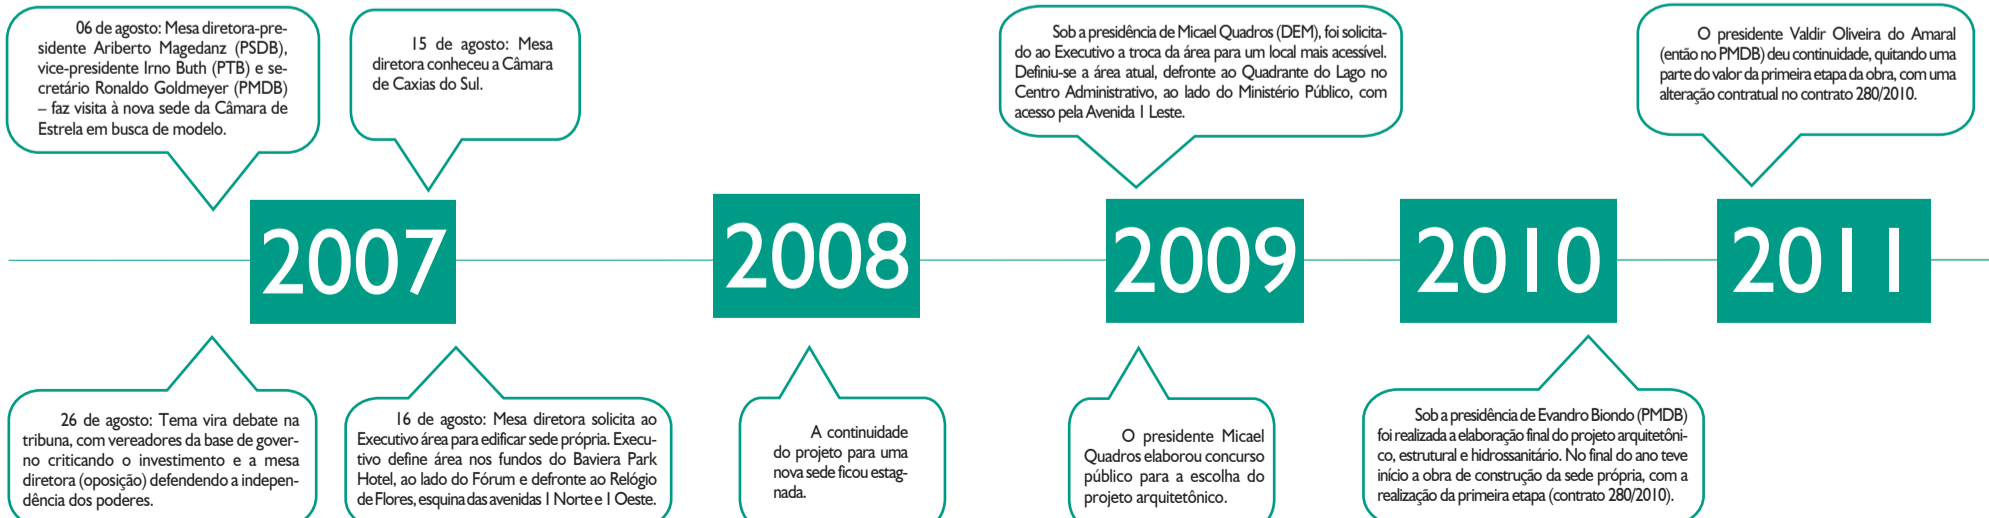 06 de agosto: Mesa diretora-pre-
sidente Ariberto Magedanz (PSDB),
vice-presidente Irno Buth (PTB) e se-
cretário Ronaldo Goldmeyer (PMDB)
– faz visita à nova sede da Câmara de
Estrela em busca de modelo.
15 de agosto: Mesa
diretora conheceu a Câmara
de Caxias do Sul.
Sob a presidência de Micael Quadros (DEM), foi solicita-
do ao Executivo a troca da área para um local mais acessível.
Definiu-se a área atual, defronte ao Quadrante do Lago no
Centro Administrativo, ao lado do Ministério Público, com
acesso pela Avenida 1 Leste.
O presidente Valdir Oliveira do Amaral
(então no PMDB) deu continuidade, quitando uma
parte do valor da primeira etapa da obra, com uma
alteração contratual no contrato 280/2010.
2007
2008
2009
2010
2011
26 de agosto: Tema vira debate na
tribuna, com vereadores da base de gover-
no criticando o investimento e a mesa
diretora (oposição) defendendo a indepen-
dência dos poderes.
16 de agosto: Mesa diretora solicita ao
Executivo área para edificar sede própria. Execu-
tivo define área nos fundos do Baviera Park
Hotel, ao lado do Fórum e defronte ao Relógio
de Flores, esquina das avenidas 1 Norte e 1 Oeste.
A continuidade
do projeto para uma
nova sede ficou estag-
nada.
O presidente Micael
Quadros elaborou concurso
público para a escolha do
projeto arquitetônico.
Sob a presidência de Evandro Biondo (PMDB)
foi realizada a elaboração final do projeto arquitetôni-
co, estrutural e hidrossanitário. No final do ano teve
início a obra de construção da sede própria, com a
realização da primeira etapa (contrato 280/2010).